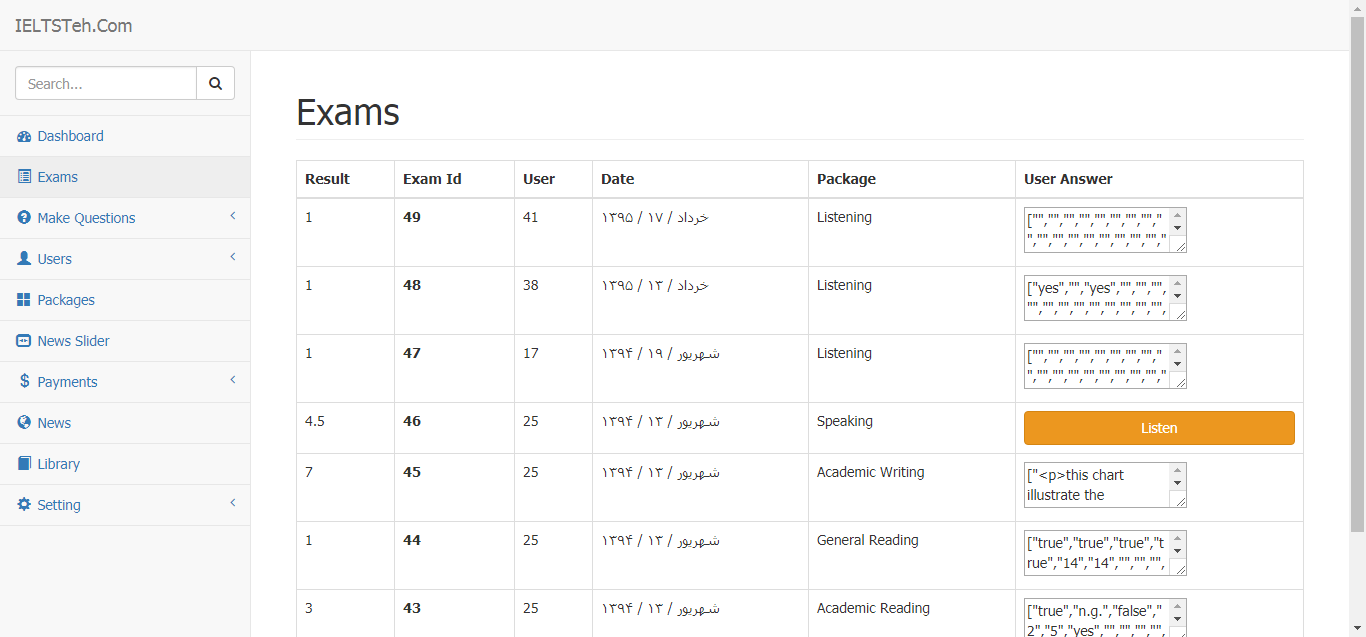 IELTSTeh.Com
Search...
Dashboard
Exams
Make Questions
Users
Packages
News Slider
Payments
News
Library
Setting
Exams
Result Exam Id User Date Package User Answer
1 49 41 ۱۳۹۵ / ۱۷ / خرداد Listening ["","","","","","","","",""
","","","","","","","","",""
1 48 38 ۱۳۹۵ / ۱۳ / خرداد Listening ["yes","","yes","","","",
"","","","","","","","","",
1 47 17 ۱۳۹۴ / ۱۹ / شهریور Listening ["","","","","","","","",""
","","","","","","","","",""
4.5 46 25 ۱۳۹۴ / ۱۳ / شهریور Speaking Listen
7 45 25 ۱۳۹۴ / ۱۳ / شهریور Academic Writing ["<p>this chart
illustrate the
1 44 25 ۱۳۹۴ / ۱۳ / شهریور General Reading ["true","true","true","t
rue","14","14","","","",
3 43 25 ۱۳۹۴ / ۱۳ / شهریور Academic Reading ["true","n.g.","false","
2","5","yes","","","","",